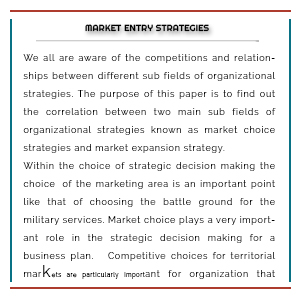 MARKET ENTRY STRATEGIES
We all are aware of the competitions and relation-
ships between different sub fields of organizational
strategies. The purpose of this paper is to find out
the correlation between two main sub fields of
organizational strategies known as market choice
strategies and market expansion strategy.
Within the choice of strategic decision making the
choice of the marketing area is an important point
like that of choosing the battle ground for the
military services. Market choice plays a very import-
ant role in the strategic decision making for a
business plan. Competitive choices for territorial
markets are particularly important for organization that